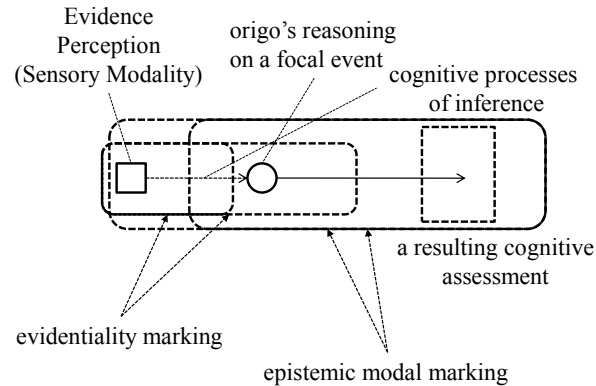 Evidence
Perception
(Sensory Modality)
origo's reasoning
on a focal event
cognitive processes
of inference
a resulting cognitive
assessment
evidentiality marking
epistemic modal marking